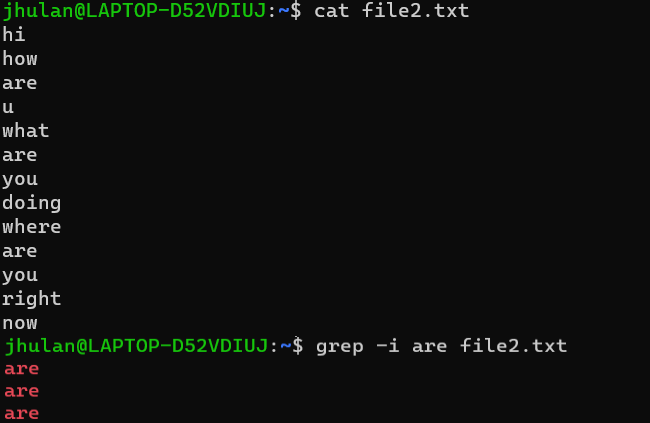 jhulan@LAPTOP-D52VDIUJ:~$ cat file2.txt
hi
how
are
u
what
are
you
doing
where
are
you
right
now
jhulan@LAPTOP-D52VDIUJ:~$ grep -i are file2.txt
are
are
are